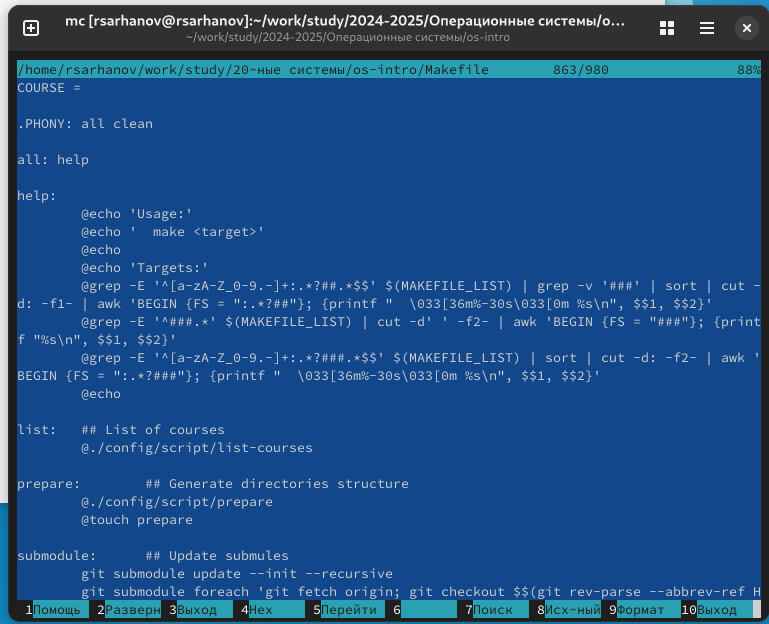 mc [rsarhanov@rsarhanov]:~/work/study/2024-2025/Операционные системы/о…
~/work/study/2024-2025/Операционные системы/os-intro
/home/rsarhanov/work/study/20~ные системы/os-intro/Makefile 863/980 88%
COURSE =
.PHONY: all clean
all: help
help:
@echo 'Usage:'
@echo '  make <target>'
@echo
@echo 'Targets:'
@grep -E '^[a-zA-Z_0-9.-]+:.*?##.*$$' $(MAKEFILE_LIST) | grep -v '###' | sort | cut -
d: -f1- | awk 'BEGIN {FS = ":.*?##"}; {printf "  \033[36m%-30s\033[0m %s\n", $$1, $$2}'
@grep -E '^###.*' $(MAKEFILE_LIST) | cut -d' ' -f2- | awk 'BEGIN {FS = "###"}; {print
f "%s\n", $$1, $$2}'
@grep -E '^[a-zA-Z_0-9.-]+:.*?###.*$$' $(MAKEFILE_LIST) | sort | cut -d: -f2- | awk '
BEGIN {FS = ":.*?###"}; {printf "  \033[36m%-30s\033[0m %s\n", $$1, $$2}'
@echo
list: ## List of courses
@./config/script/list-courses
prepare: ## Generate directories structure
@./config/script/prepare
@touch prepare
submodule: ## Update submules
git submodule update --init --recursive
git submodule foreach 'git fetch origin; git checkout $$(git rev-parse --abbrev-ref H
1Помощь 2Разверн 3Выход 4Hex 5Перейти 6 7Поиск 8Исх~ный 9Формат 10Выход